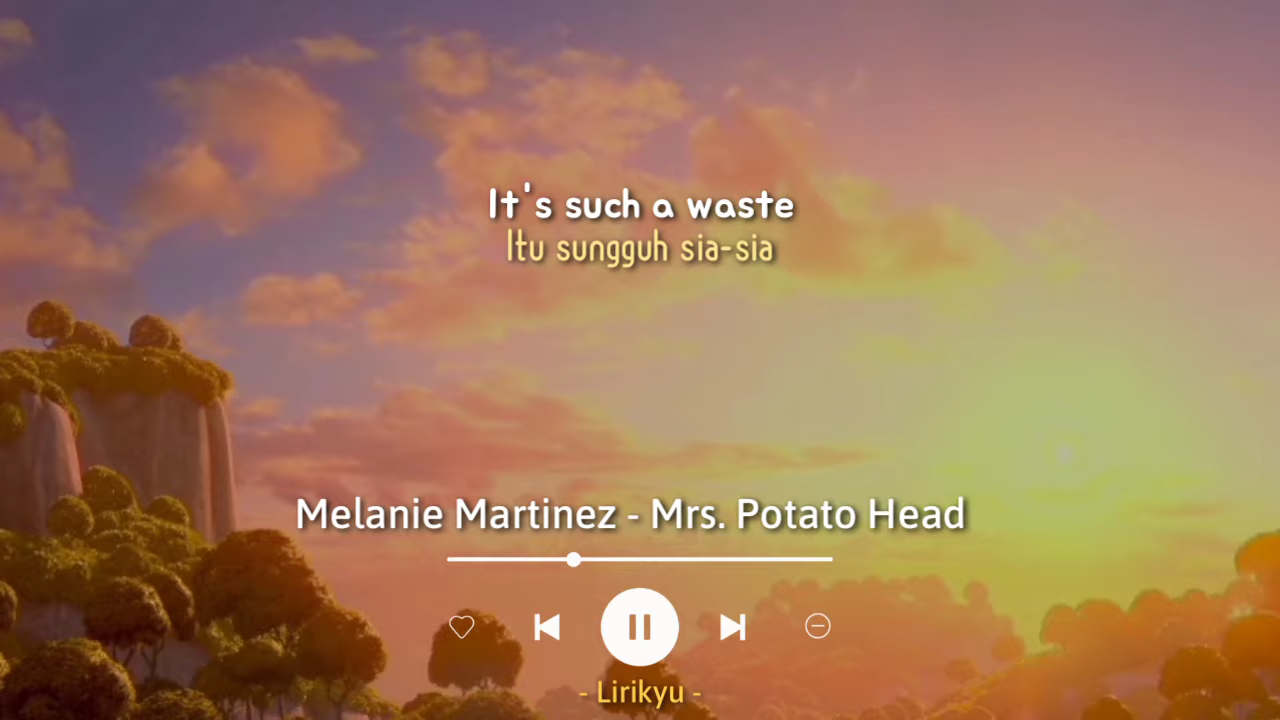 It's such a waste
Itu sungguh sia-sia
Melanie Martinez - Mrs. Potato Head
- Lirikyu -